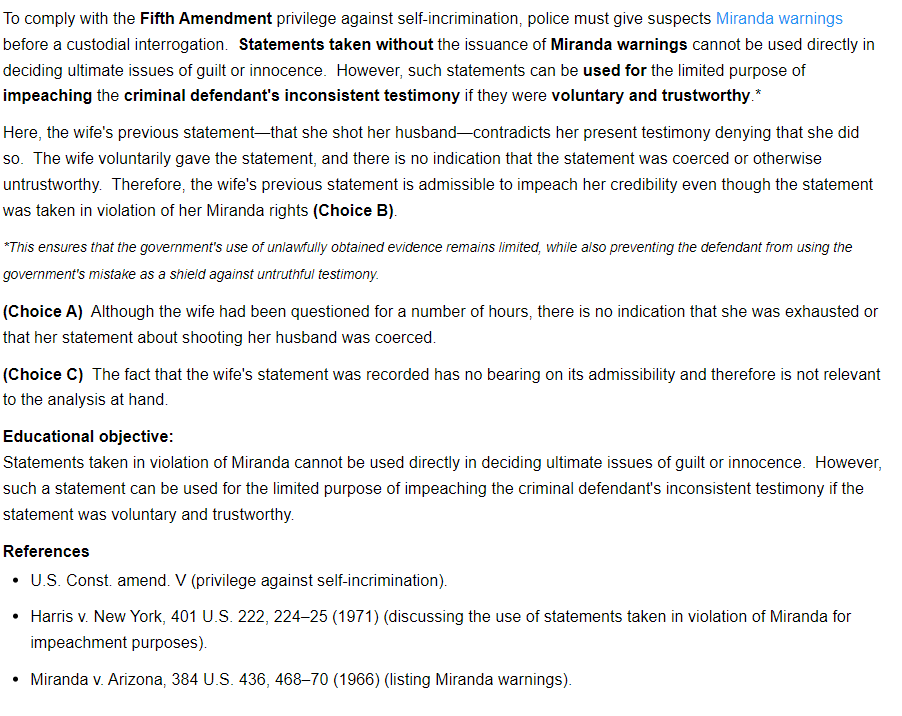 To comply with the Fifth Amendment privilege against self-incrimination, police must give suspects Miranda warnings
before a custodial interrogation.  Statements taken without the issuance of Miranda warnings cannot be used directly in
deciding ultimate issues of guilt or innocence.  However, such statements can be used for the limited purpose of
impeaching the criminal defendant's inconsistent testimony if they were voluntary and trustworthy.*
Here, the wife's previous statement—that she shot her husband—contradicts her present testimony denying that she did
so.  The wife voluntarily gave the statement, and there is no indication that the statement was coerced or otherwise
untrustworthy.  Therefore, the wife's previous statement is admissible to impeach her credibility even though the statement
was taken in violation of her Miranda rights (Choice B).
*This ensures that the government's use of unlawfully obtained evidence remains limited, while also preventing the defendant from using the
government's mistake as a shield against untruthful testimony.
(Choice A)  Although the wife had been questioned for a number of hours, there is no indication that she was exhausted or
that her statement about shooting her husband was coerced.
(Choice C)  The fact that the wife's statement was recorded has no bearing on its admissibility and therefore is not relevant
to the analysis at hand.
Educational objective:
Statements taken in violation of Miranda cannot be used directly in deciding ultimate issues of guilt or innocence.  However,
such a statement can be used for the limited purpose of impeaching the criminal defendant's inconsistent testimony if the
statement was voluntary and trustworthy.
References
• U.S. Const. amend. V (privilege against self-incrimination).
• Harris v. New York, 401 U.S. 222, 224–25 (1971) (discussing the use of statements taken in violation of Miranda for
impeachment purposes).
• Miranda v. Arizona, 384 U.S. 436, 468–70 (1966) (listing Miranda warnings).